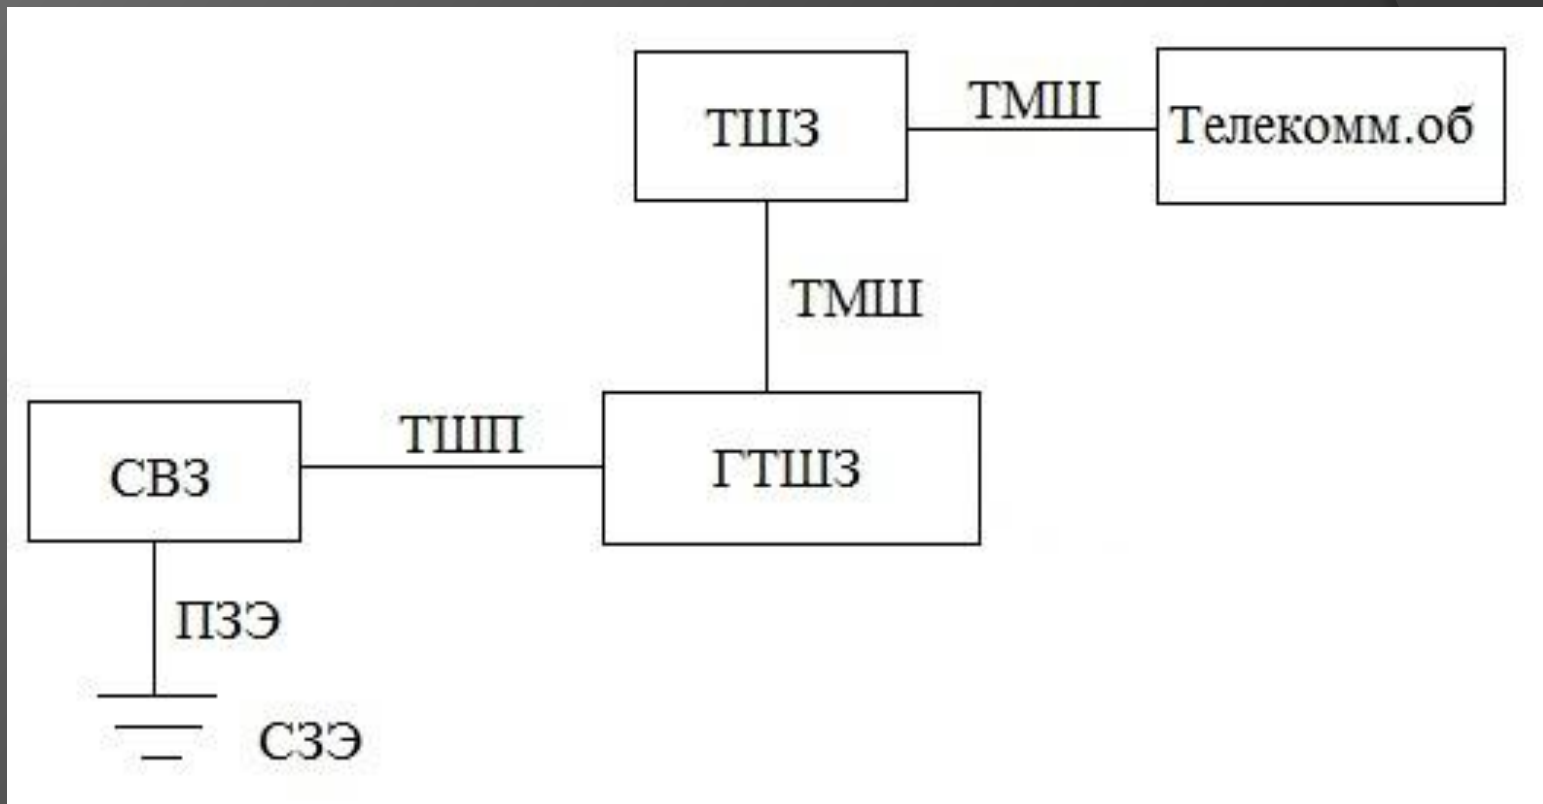 ТШЗ
ТМШ
Телекомм.об
ТМШ
СВЗ
ТШП
ГТШЗ
ПЗЭ
СЗЭ